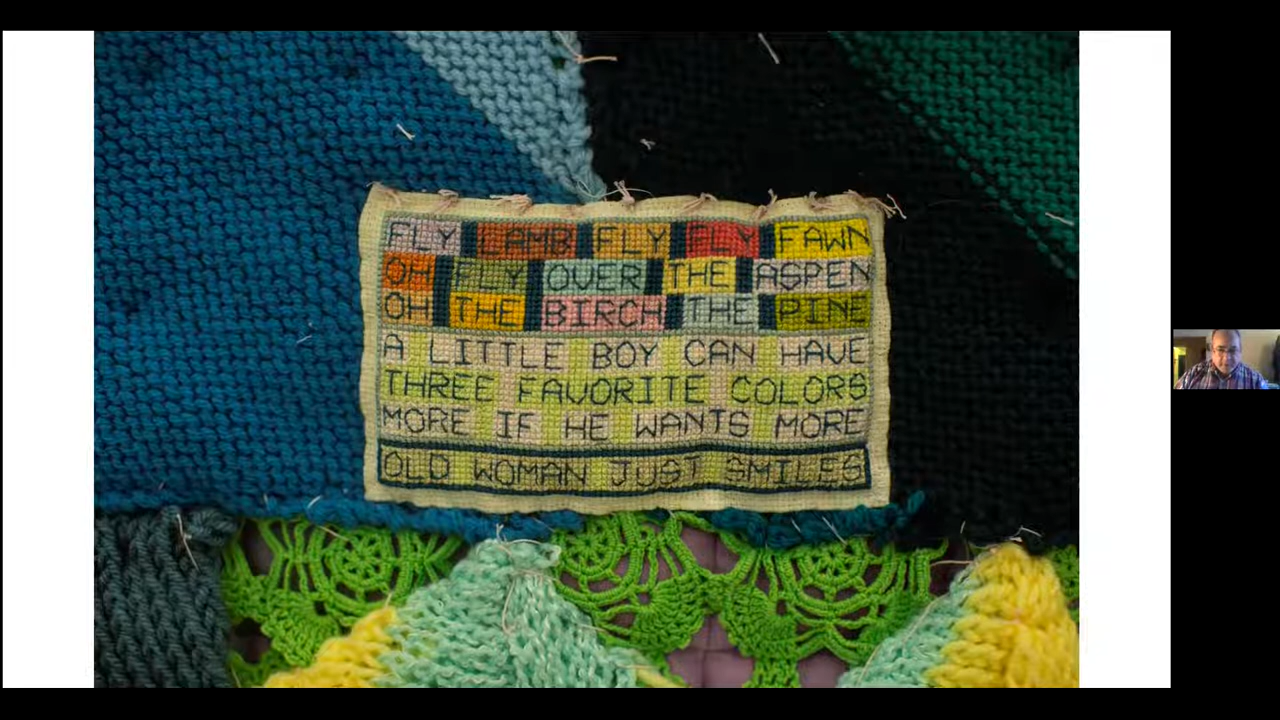 FLY LAMB FLY FLY FAWN
OH FLY OVER THE ASPEN
OH THE BIRCH THE PINE
A LITTLE BOY CAN HAVE
THREE FAVORITE COLORS
MORE IF HE WANTS MORE
OLD WOMAN JUST SMILES